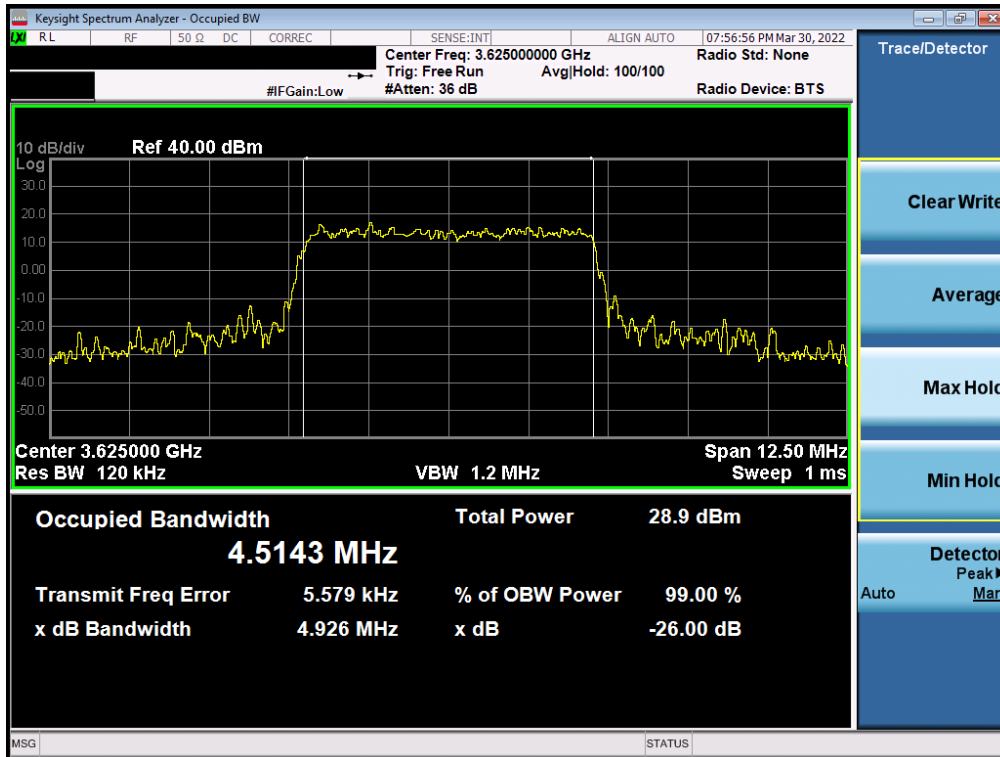 Keysight Spectrum Analyzer - Occupied BW
LXI RL RF 50 Ω DC CORREC SENSE:INT ALIGN AUTO 07:56:56 PM Mar 30, 2022
Center Freq: 3.625000000 GHz Radio Std: None
Trig: Free Run Avg|Hold: 100/100
#IFGain:Low #Atten: 36 dB Radio Device: BTS
10 dB/div Ref 40.00 dBm
Log
30.0
20.0
10.0
0.00
-10.0
-20.0
-30.0
-40.0
-50.0
Center 3.625000 GHz Span 12.50 MHz
Res BW 120 kHz VBW 1.2 MHz Sweep 1 ms
Occupied Bandwidth Total Power 28.9 dBm
4.5143 MHz
Transmit Freq Error 5.579 kHz % of OBW Power 99.00 %
x dB Bandwidth 4.926 MHz x dB -26.00 dB
MSG STATUS
Trace/Detector
Clear Write
Average
Max Hold
Min Hold
Detector
Peak▶
Auto Man